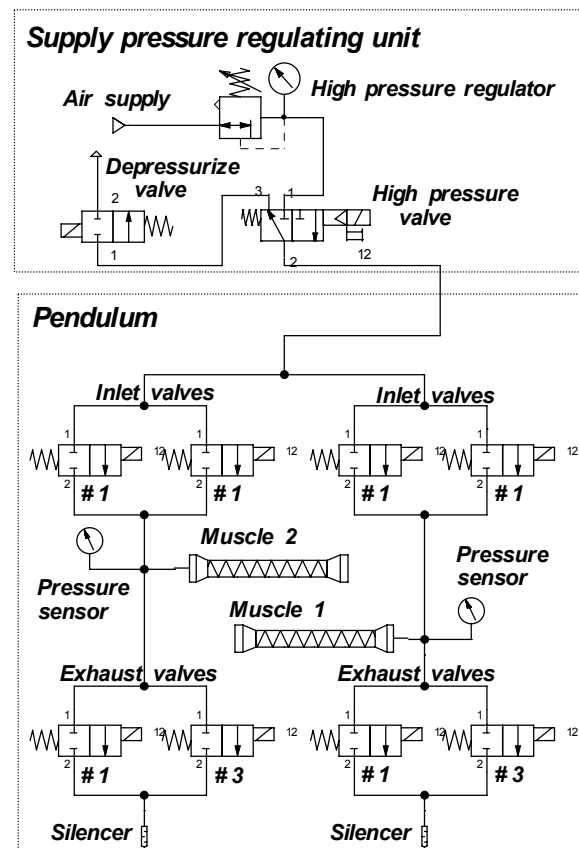 Supply pressure regulating unit
Air supply
High pressure regulator
Depressurize
valve
2
1
3
1
High pressure
valve
2
12
Pendulum
Inlet valves
Inlet valves
1
12
1
12
1
12
1
12
2
#1
2
#1
2
#1
2
#1
Muscle 2
Pressure
sensor
Pressure
sensor
Muscle 1
Exhaust valves
Exhaust valves
1
12
1
12
1
12
1
12
2
#1
2
#3
2
#1
2
#3
Silencer
Silencer